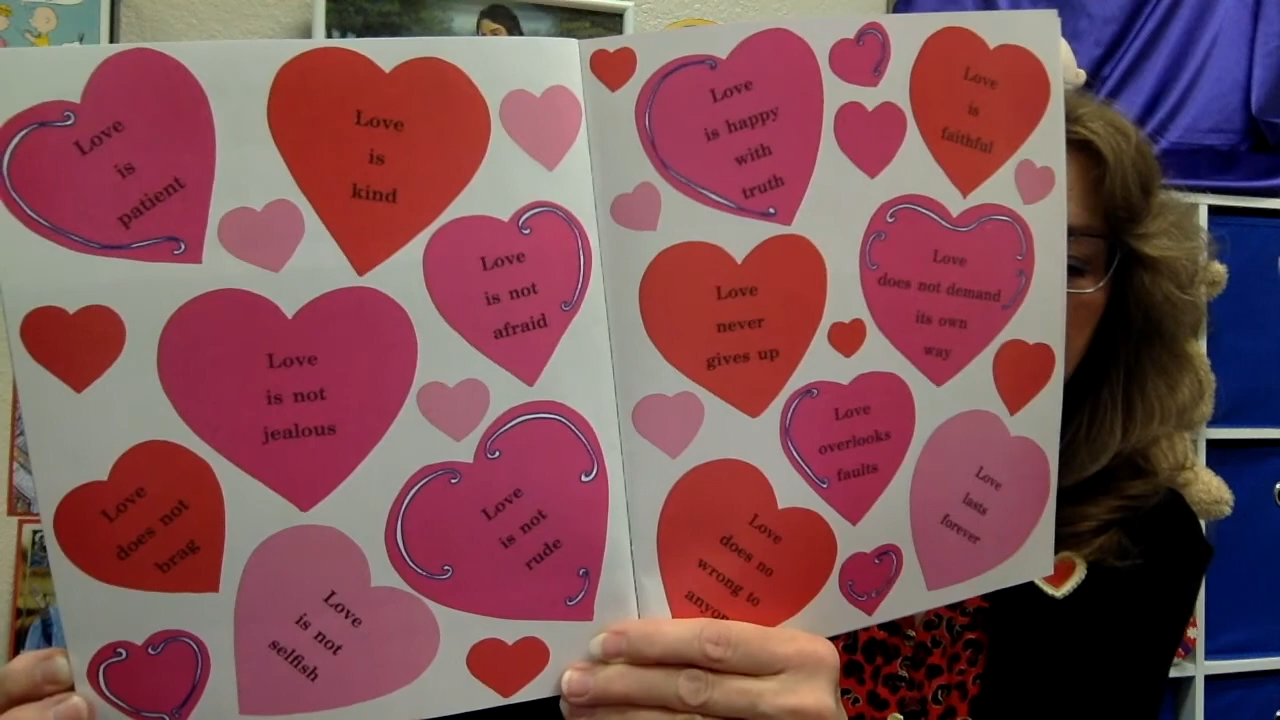 Love
is
patient
Love
is
kind
Love
is not
afraid
Love
is not
jealous
Love
does not
brag
Love
is not
rude
Love
is not
selfish
Love
is happy
with
truth
Love
is
faithful
Love
never
gives up
Love
does not demand
its own
way
Love
overlooks
faults
Love
lasts
forever
Love
does no
wrong to